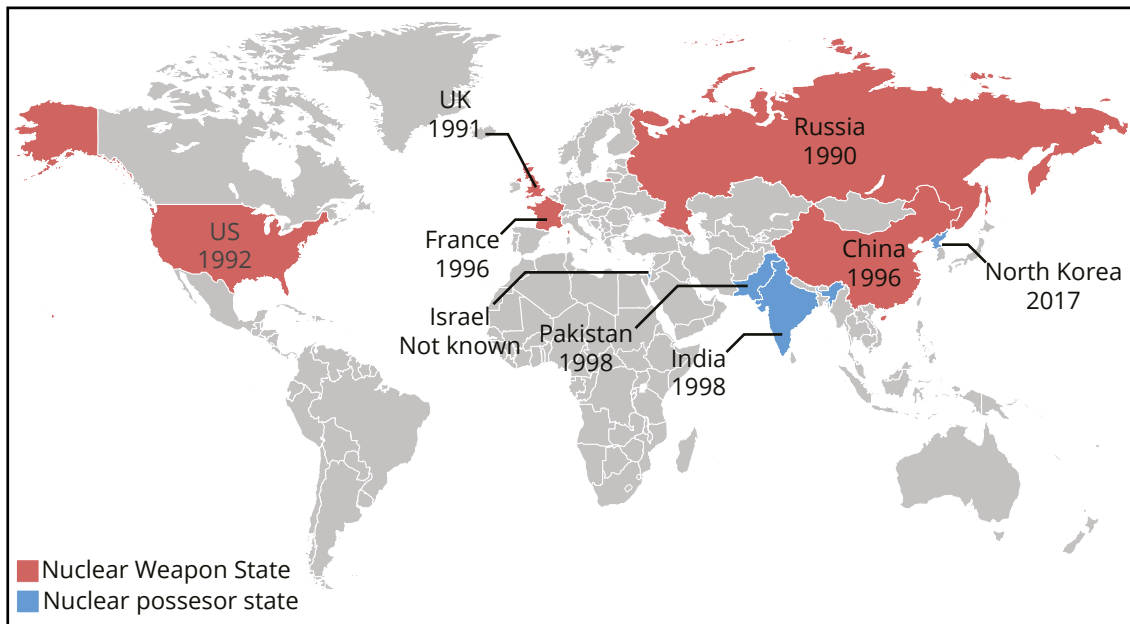 UK
1991
Russia
1990
US
1992
France
1996
China
1996
North Korea
2017
Israel
Not known
Pakistan
1998
India
1998
Nuclear Weapon State
Nuclear possesor state